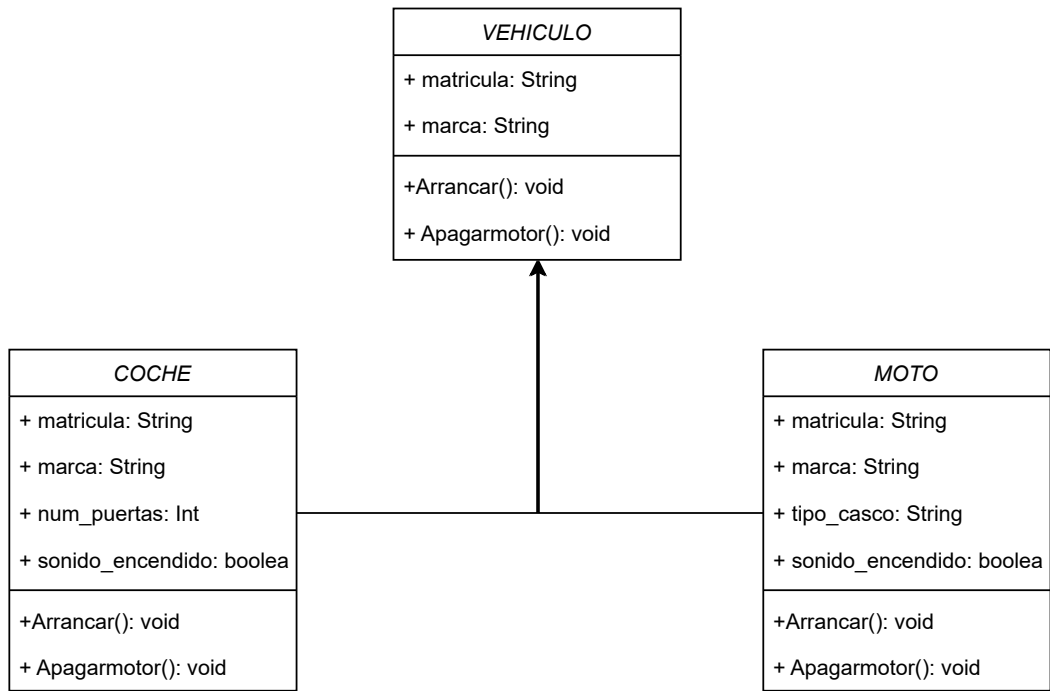 VEHICULO
+ matricula: String
+ marca: String
+Arrancar(): void
+ Apagarmotor(): void
COCHE
+ matricula: String
+ marca: String
+ num_puertas: Int
+ sonido_encendido: boolea
+Arrancar(): void
+ Apagarmotor(): void
MOTO
+ matricula: String
+ marca: String
+ tipo_casco: String
+ sonido_encendido: boolea
+Arrancar(): void
+ Apagarmotor(): void